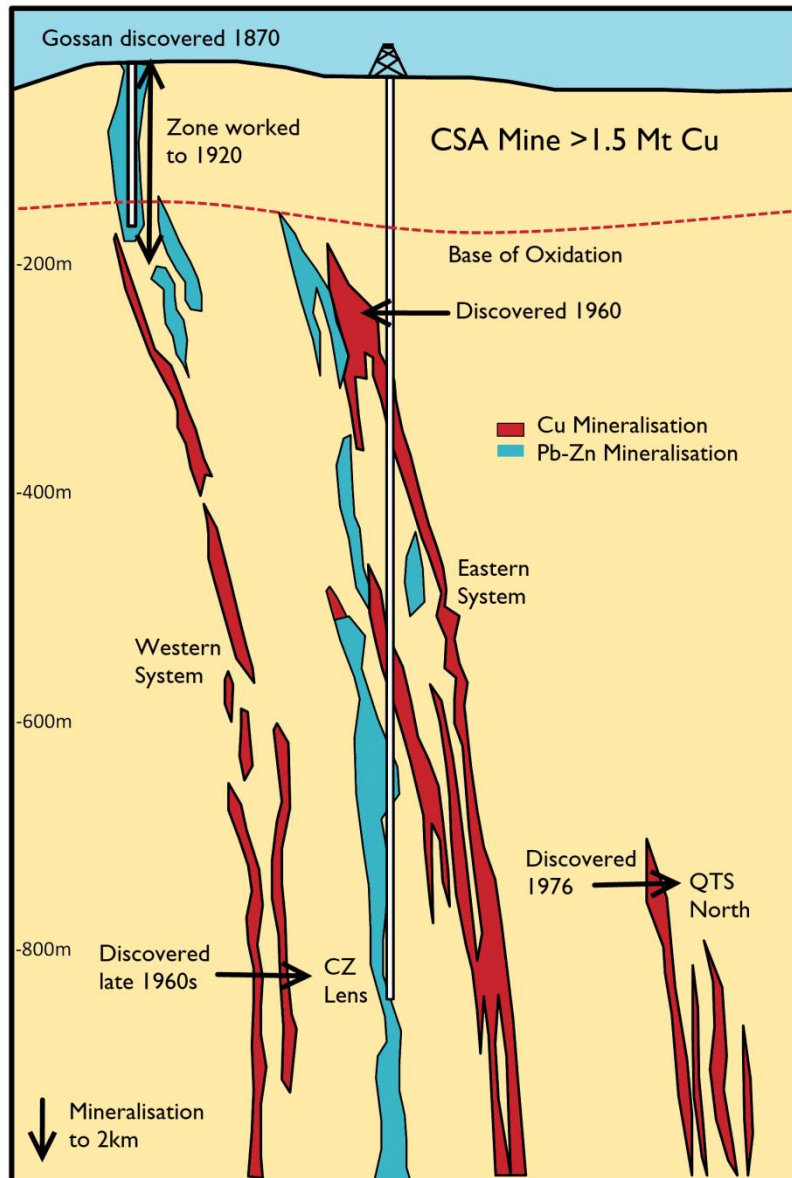 Gossan discovered 1870
Zone worked
to 1920
CSA Mine >1.5 Mt Cu
-200m
Base of Oxidation
Discovered 1960
Cu Mineralisation
Pb-Zn Mineralisation
-400m
Eastern
System
Western
System
-600m
Discovered
1976
QTS
North
-800m
Discovered
late 1960s
CZ
Lens
Mineralisation
to 2km